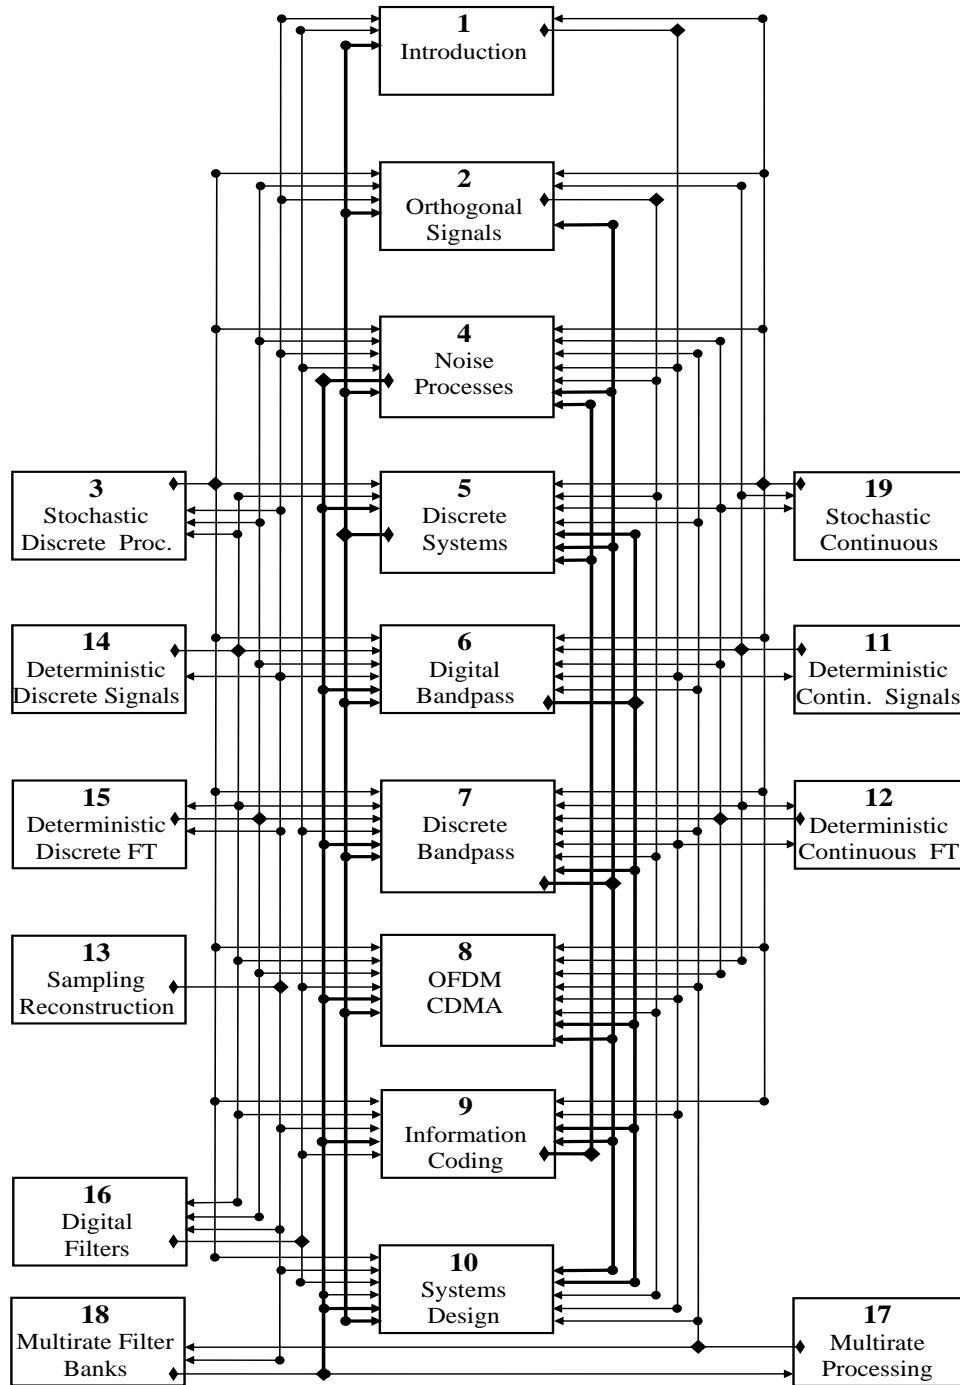 1
Introduction
2
Orthogonal
Signals
4
Noise
Processes
3
Stochastic
Discrete Proc.
5
Discrete
Systems
19
Stochastic
Continuous
14
Deterministic
Discrete Signals
6
Digital
Bandpass
11
Deterministic
Contin. Signals
15
Deterministic
Discrete FT
7
Discrete
Bandpass
12
Deterministic
Continuous FT
13
Sampling
Reconstruction
8
OFDM
CDMA
9
Information
Coding
16
Digital
Filters
10
Systems
Design
18
Multirate Filter
Banks
17
Multirate
Processing